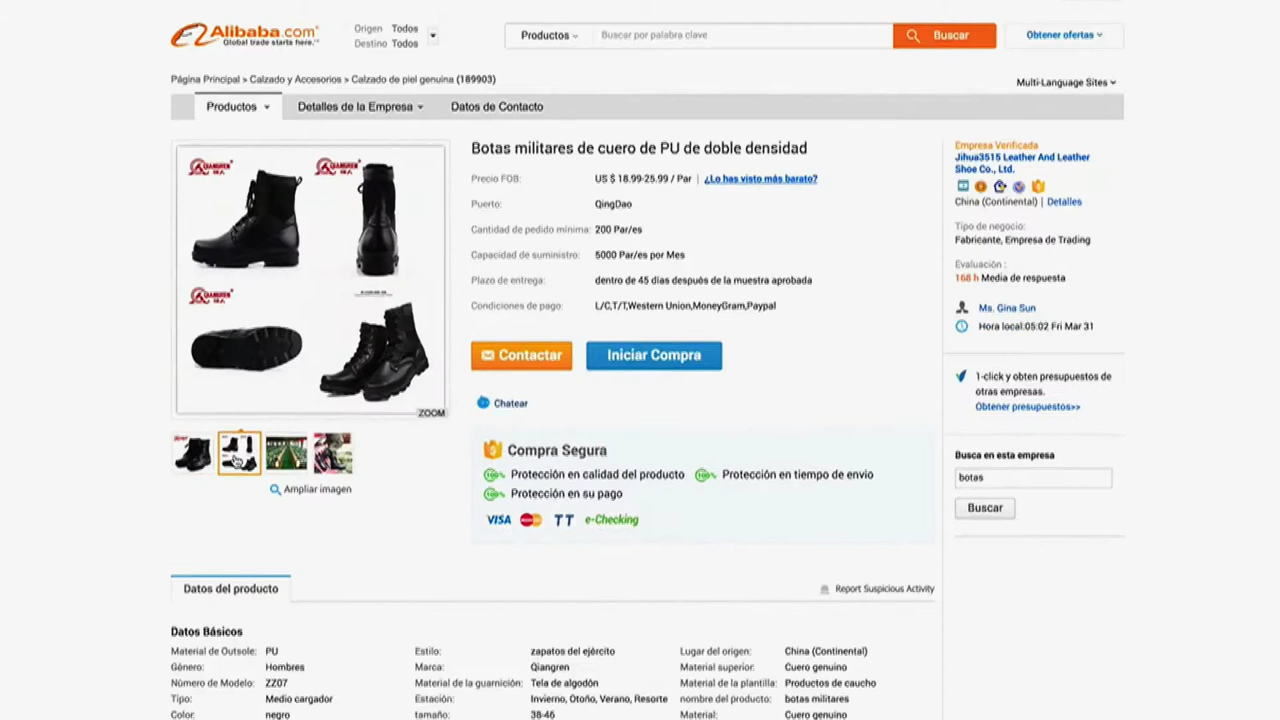 Alibaba.com
Global trade starts here.™
Origen Todos
Destino Todos
Productos
Buscar por palabra clave
Buscar
Obtener ofertas
Página Principal > Calzado y Accesorios > Calzado de piel genuina (189903)
Multi-Language Sites
Productos
Detalles de la Empresa
Datos de Contacto
QIANGREN
QIANGREN
QIANGREN
ZOOM
Ampliar imagen
Botas militares de cuero de PU de doble densidad
Precio FOB: US $ 18.99-25.99 / Par | ¿Lo has visto más barato?
Puerto: QingDao
Cantidad de pedido mínima: 200 Par/es
Capacidad de suministro: 5000 Par/es por Mes
Plazo de entrega: dentro de 45 días después de la muestra aprobada
Condiciones de pago: L/C,T/T,Western Union,MoneyGram,Paypal
Contactar
Iniciar Compra
Chatear
Compra Segura
100% Protección en calidad del producto
100% Protección en tiempo de envio
100% Protección en su pago
VISA
TT
e-Checking
Empresa Verificada
Jihua3515 Leather And Leather
Shoe Co., Ltd.
China (Continental) | Detalles
Tipo de negocio:
Fabricante, Empresa de Trading
Evaluación :
168 h Media de respuesta
Ms. Gina Sun
Hora local:05:02 Fri Mar 31
1-click y obten presupuestos de
otras empresas.
Obtener presupuestos>>
Busca en esta empresa
botas
Buscar
Datos del producto
Report Suspicious Activity
Datos Básicos
Material de Outsole: PU
Estilo: zapatos del ejército
Lugar del origen: China (Continental)
Género: Hombres
Marca: Qiangren
Material superior: Cuero genuino
Número de Modelo: ZZ07
Material de la guarnición: Tela de algodón
Material de la plantilla: Productos de caucho
Tipo: Medio cargador
Estación: Invierno, Otoño, Verano, Resorte
nombre del producto: botas militares
Color: negro
tamaño: 38-46
Material: Cuero genuino